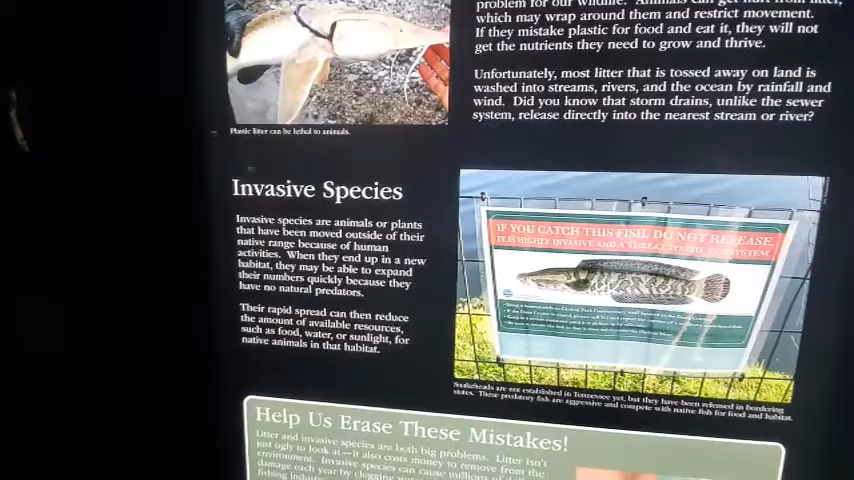 problem for our wildlife. Animals can get hurt from litter,
which may wrap around them and restrict movement.
If they mistake plastic for food and eat it, they will not
get the nutrients they need to grow and thrive.
Unfortunately, most litter that is tossed away on land is
washed into streams, rivers, and the ocean by rainfall and
wind. Did you know that storm drains, unlike the sewer
system, release directly into the nearest stream or river?
Plastic litter can be lethal to animals.
Invasive Species
Invasive species are animals or plants
that have been moved outside of their
native range because of human
activities. When they end up in a new
habitat, they may be able to expand
their numbers quickly because they
have no natural predators.
Their rapid spread can then reduce
the amount of available resources,
such as food, water, or sunlight, for
native animals in that habitat.
IF YOU CATCH THIS FISH, DO NOT RELEASE.
IT IS HIGHLY INVASIVE AND A THREAT TO THE ECOSYSTEM
Snakeheads are not established in Tennessee yet, but they have been released in bordering
states. These predatory fish are aggressive and compete with native fish for food and habitat.
Help Us Erase These Mistakes!
Litter and invasive species are both big problems. Litter isn't
just ugly to look at—it also costs money to remove from the
environment. Invasive species can cause millions of
damage each year by clogging
fishing